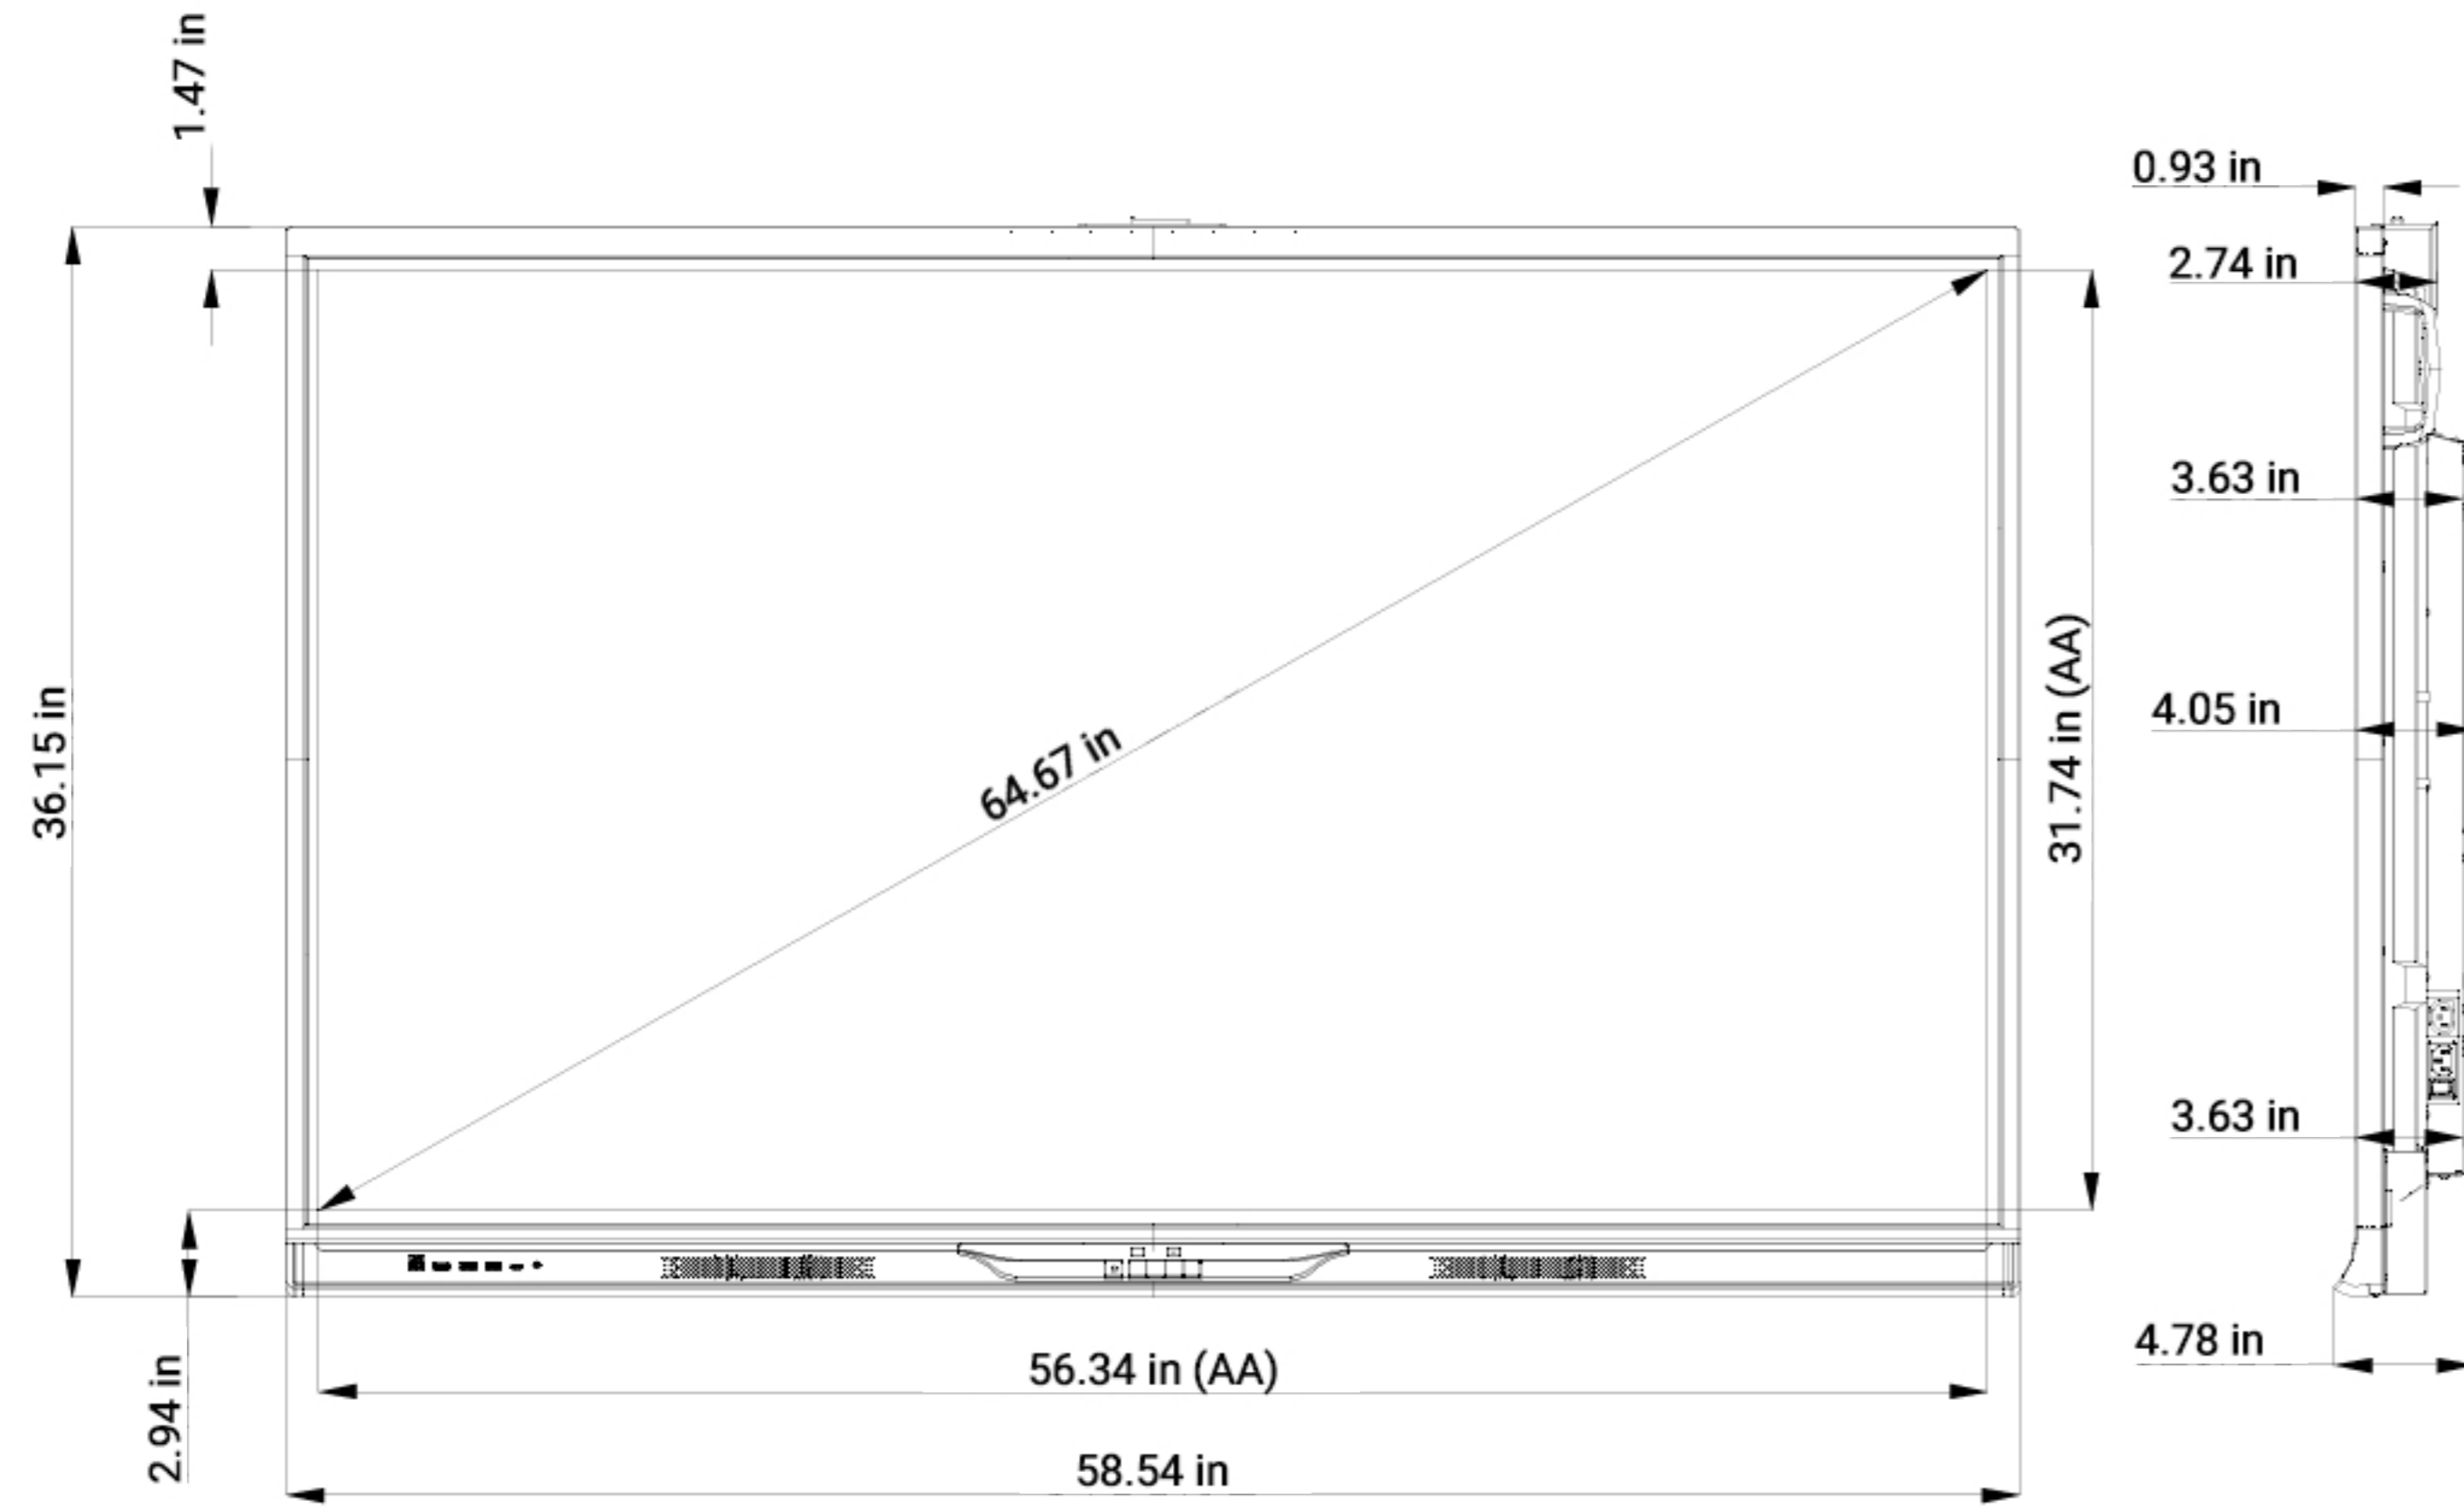 1.47 in
0.93 in
2.74 in
3.63 in
64.67 in
36.15 in
31.74 in (AA)
4.05 in
3.63 in
2.94 in
56.34 in (AA)
4.78 in
58.54 in